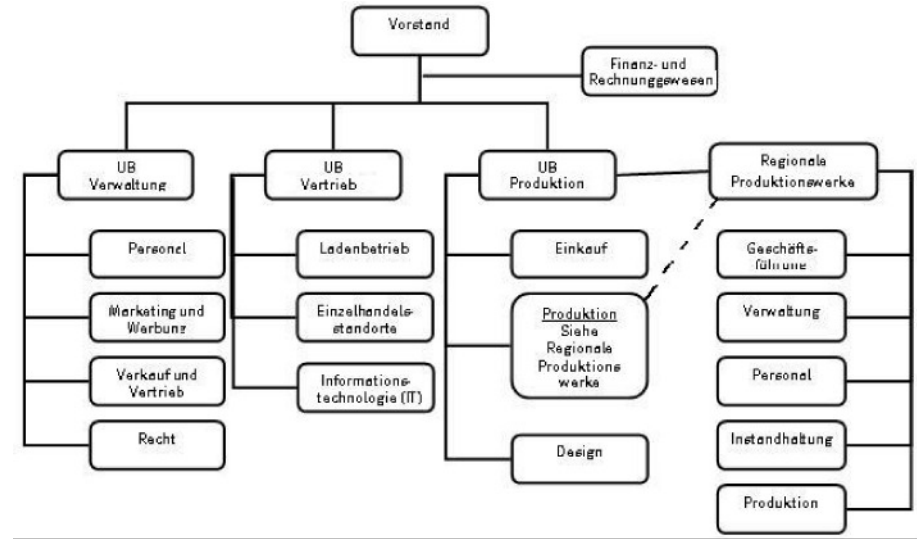 Vorstand
Finanz- und
Rechnungswesen
UB
Verwaltung
UB
Vertrieb
UB
Produktion
Regionale
Produktionswerke
Personal
Marketing und
Werbung
Verkauf und
Vertrieb
Recht
Ladenbetrieb
Einzelhandels
standorte
Informations-
technologie (IT)
Einkauf
Produktion
Siehe
Regionale
Produktions
werke
Design
Geschäfts-
führung
Verwaltung
Personal
Instandhaltung
Produktion